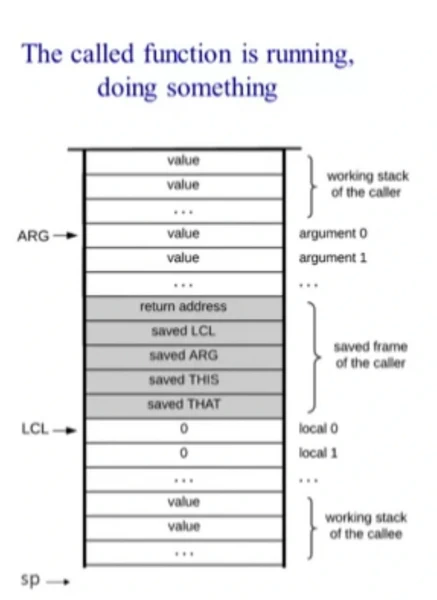 The called function is running,
doing something
value
value
...
working stack
of the caller
ARG
value
argument 0
value
argument 1
...
...
return address
saved LCL
saved ARG
saved THIS
saved THAT
saved frame
of the caller
LCL
0
local 0
0
local 1
...
...
value
value
...
working stack
of the callee
sp